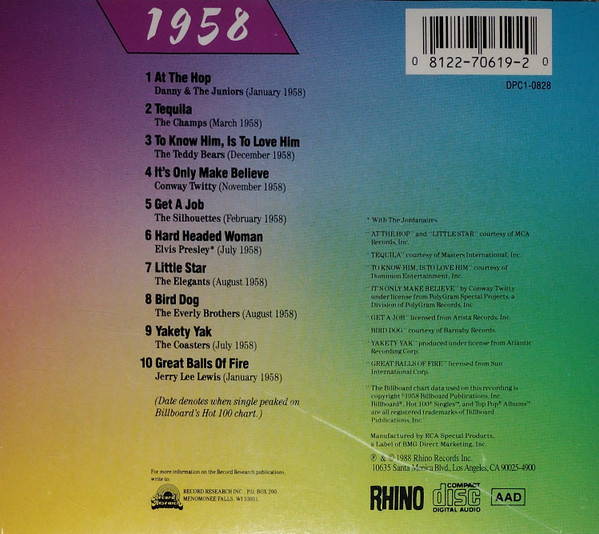 1958
0 8122-70619-2 0
DPC1-0828
1 At The Hop
Danny & The Juniors (January 1958)
2 Tequila
The Champs (March 1958)
3 To Know Him, Is To Love Him
The Teddy Bears (December 1958)
4 It's Only Make Believe
Conway Twitty (November 1958)
5 Get A Job
The Silhouettes (February 1958)
6 Hard Headed Woman
Elvis Presley* (July 1958)
7 Little Star
The Elegants (August 1958)
8 Bird Dog
The Everly Brothers (August 1958)
9 Yakety Yak
The Coasters (July 1958)
10 Great Balls Of Fire
Jerry Lee Lewis (January 1958)
(Date denotes when single peaked on
Billboard's Hot 100 chart.)
* With The Jordanaires
"AT THE HOP" and "LITTLE STAR" courtesy of MCA
Records, Inc.
"TEQUILA" courtesy of Masters International, Inc.
"TO KNOW HIM, IS TO LOVE HIM" courtesy of
Dominion Entertainment, Inc.
"IT'S ONLY MAKE BELIEVE" by Conway Twitty
under license from PolyGram Special Projects, a
Division of PolyGram Records, Inc.
"GET A JOB" licensed from Arista Records, Inc.
"BIRD DOG" courtesy of Barnaby Records.
"YAKETY YAK" produced under license from Atlantic
Recording Corp.
"GREAT BALLS OF FIRE" licensed from Sun
International Corp.
"The Billboard chart data used on this recording is
copyright ©1958 Billboard Publications, Inc.
Billboard®, Hot 100® Singles™, and Top Pop® Albums™
are all registered trademarks of Billboard
Publications, Inc.
Manufactured by RCA Special Products,
a Label of BMG Direct Marketing, Inc.
℗ & © 1988 Rhino Records Inc.
10635 Santa Monica Blvd., Los Angeles, CA 90025-4900
For more information on the Record Research publications,
write to:
Record Research
RECORD RESEARCH INC., P.O. BOX 200
MENOMONEE FALLS, WI 53051
RHINO
COMPACT
disc
DIGITAL AUDIO
AAD